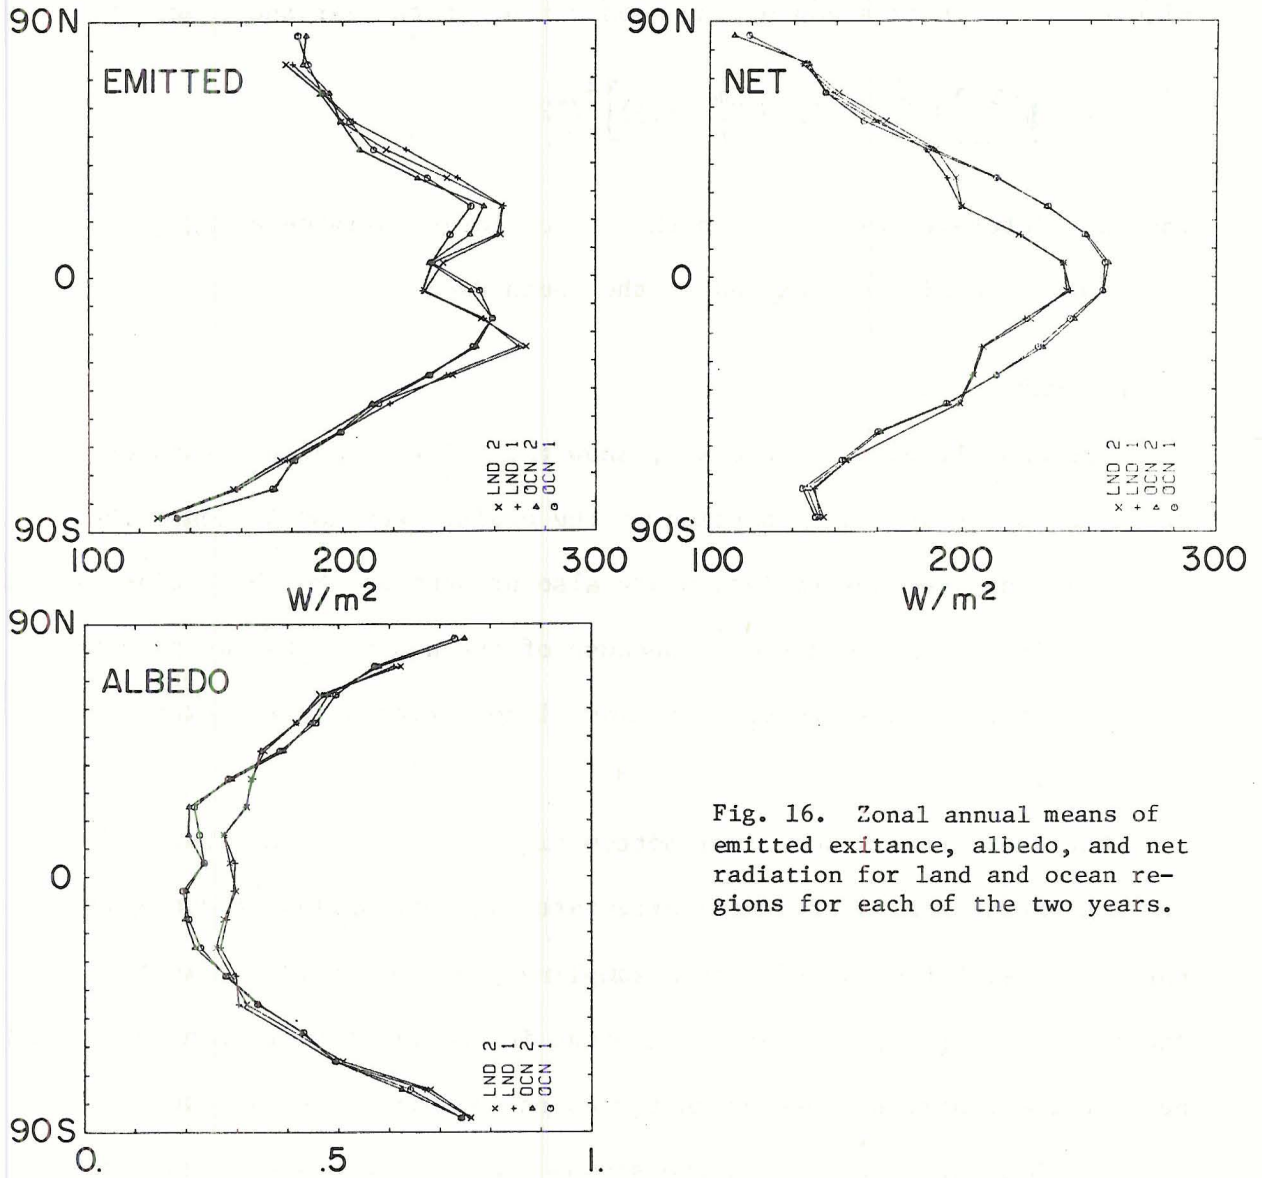 90N
EMITTED
0
90S
100 200 300
W/m²
× LND 2
+ LND 1
▵ OCN 2
o OCN 1
90N
NET
0
90S
100 200 300
W/m²
× LND 2
+ LND 1
▵ OCN 2
o OCN 1
90N
ALBEDO
0
90S
0. .5 1.
× LND 2
+ LND 1
▵ OCN 2
o OCN 1
Fig. 16. Zonal annual means of
emitted exitance, albedo, and net
radiation for land and ocean re-
gions for each of the two years.